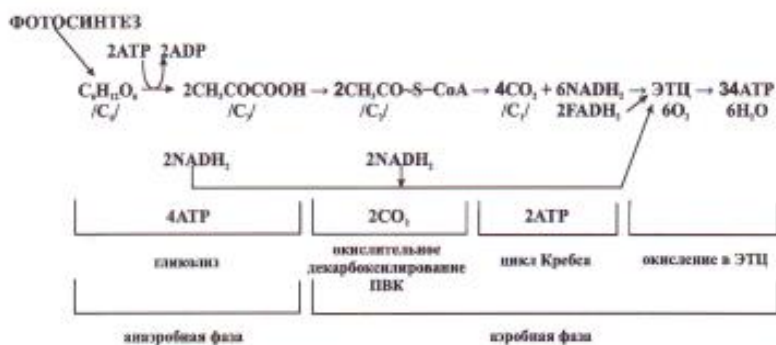 ФОТОСИНТЕЗ
2ATP 2ADP
C₆H₁₂O₆ → 2CH₃COCOOH → 2CH₃CO~S−CoA → 4CO₂ + 6NADH₂ → ЭТЦ → 34ATP
/C₆/ /C₃/ /C₂/ /C₁/ 2FADH₂ 6O₂ 6H₂O
2NADH₂ 2NADH₂
4ATP 2CO₂ 2ATP
гликолиз окислительное декарбоксилирование ПВК цикл Кребса окисление в ЭТЦ
анаэробная фаза аэробная фаза